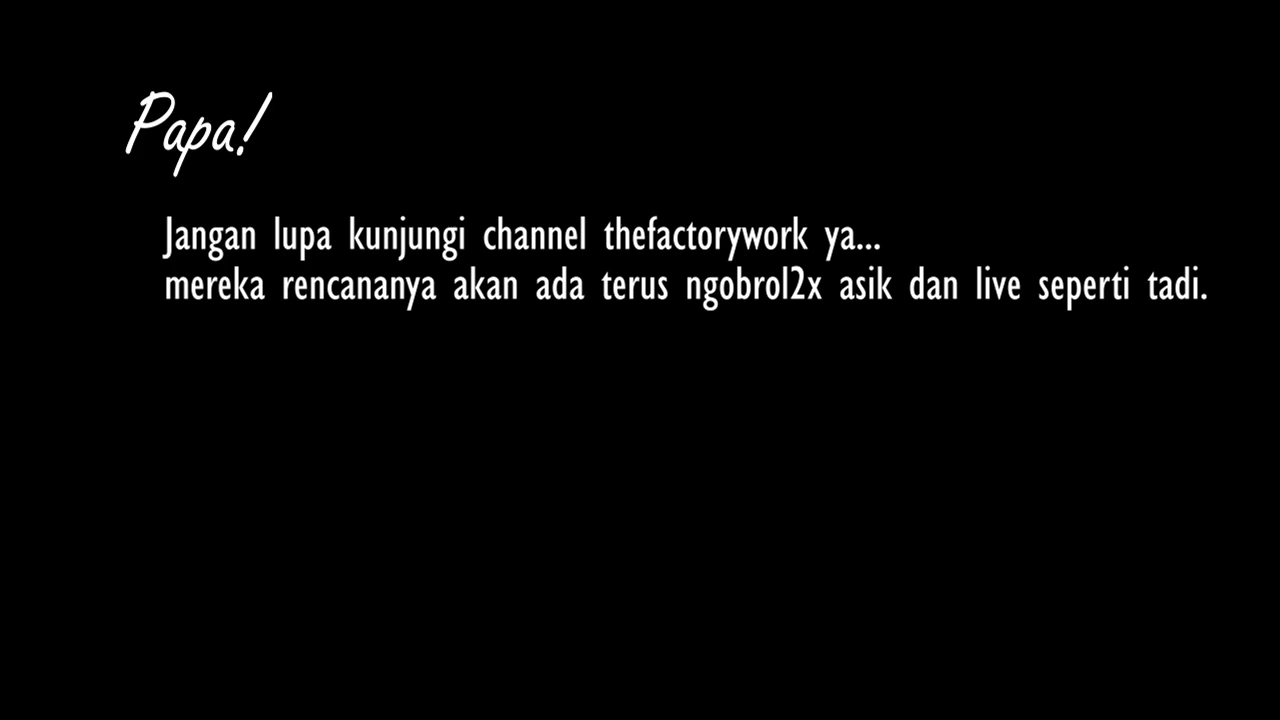 Papa!
Jangan lupa kunjungi channel thefactorywork ya...
mereka rencananya akan ada terus ngobrol2x asik dan live seperti tadi.